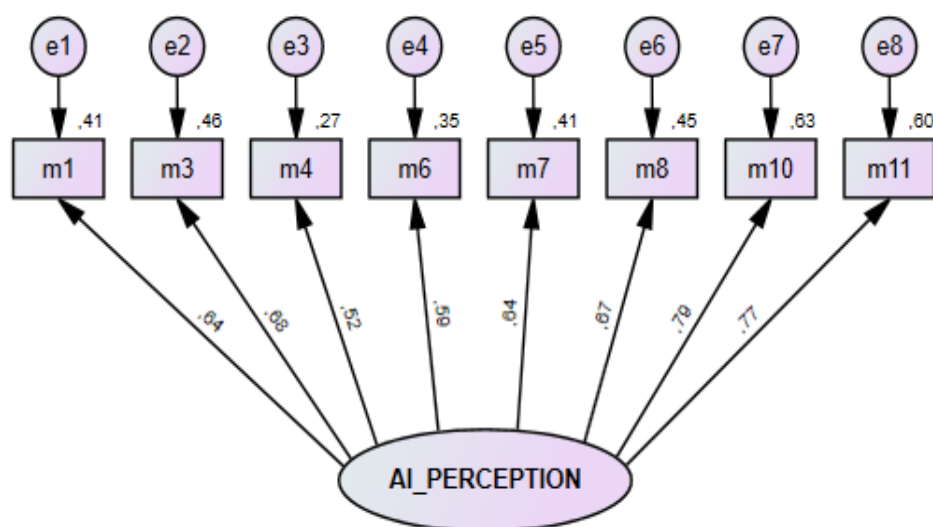 e1 e2 e3 e4 e5 e6 e7 e8
,41 ,46 ,27 ,35 ,41 ,45 ,63 ,60
m1 m3 m4 m6 m7 m8 m10 m11
,64 ,68 ,52 ,59 ,64 ,67 ,79 ,77
AI_PERCEPTION